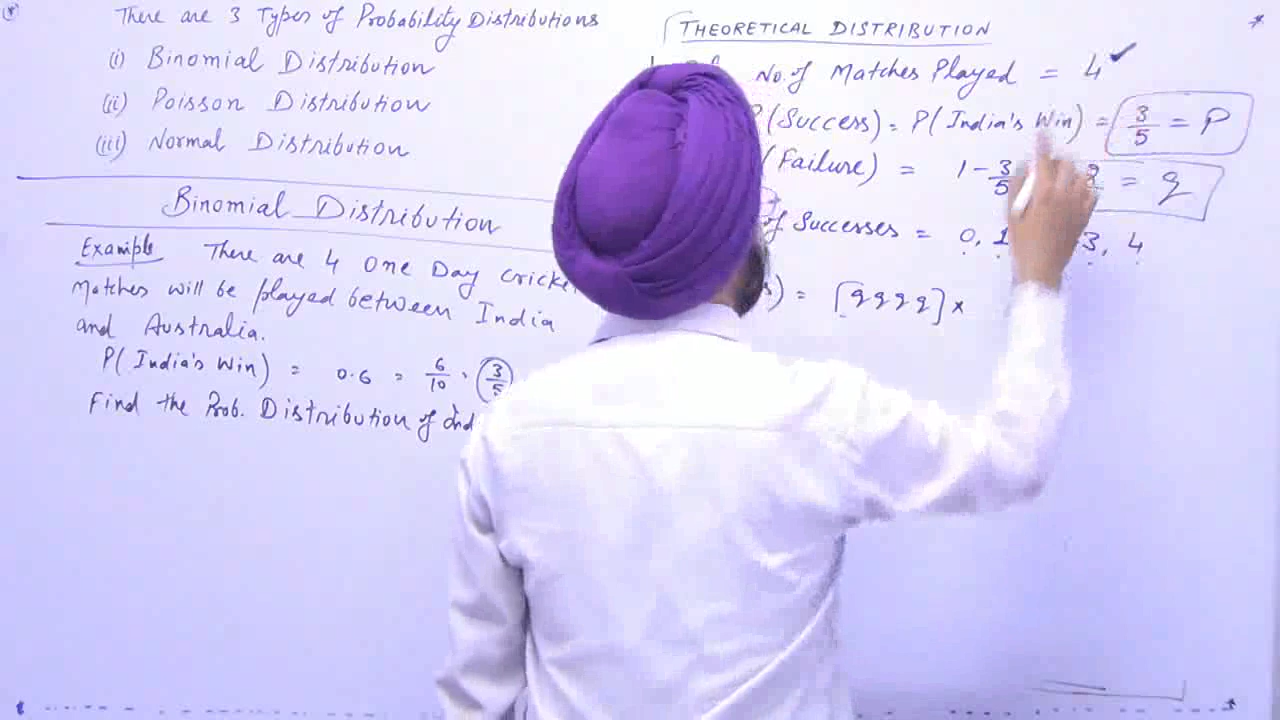 There are 3 Types of Probability Distributions
(i) Binomial Distribution
(ii) Poisson Distribution
(iii) Normal Distribution
Binomial Distribution
Example There are 4 One Day Cricke
Matches will be played between India
and Australia.
P(India's Win) = 0.6 = 6/10 = 3/5
Find the Prob. Distribution of Ind
THEORETICAL DISTRIBUTION
No. of Matches Played = 4 ✓
P(Success) = P(India's Win) = 3/5 = P
(Failure) = 1 - 3/5 = q
of Successes = 0, 1, 3, 4
) = [q q q q] ×